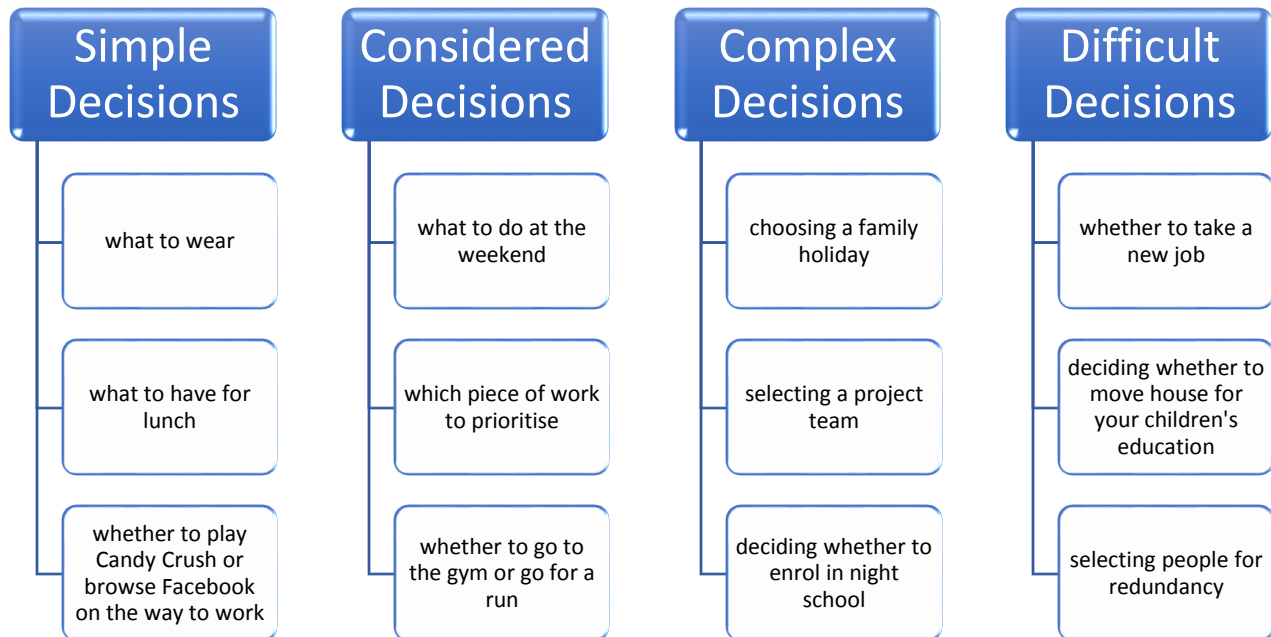 Simple
Decisions
what to wear
what to have for
lunch
whether to play
Candy Crush or
browse Facebook
on the way to work
Considered
Decisions
what to do at the
weekend
which piece of work
to prioritise
whether to go to
the gym or go for a
run
Complex
Decisions
choosing a family
holiday
selecting a project
team
deciding whether to
enrol in night
school
Difficult
Decisions
whether to take a
new job
deciding whether to
move house for
your children's
education
selecting people for
redundancy